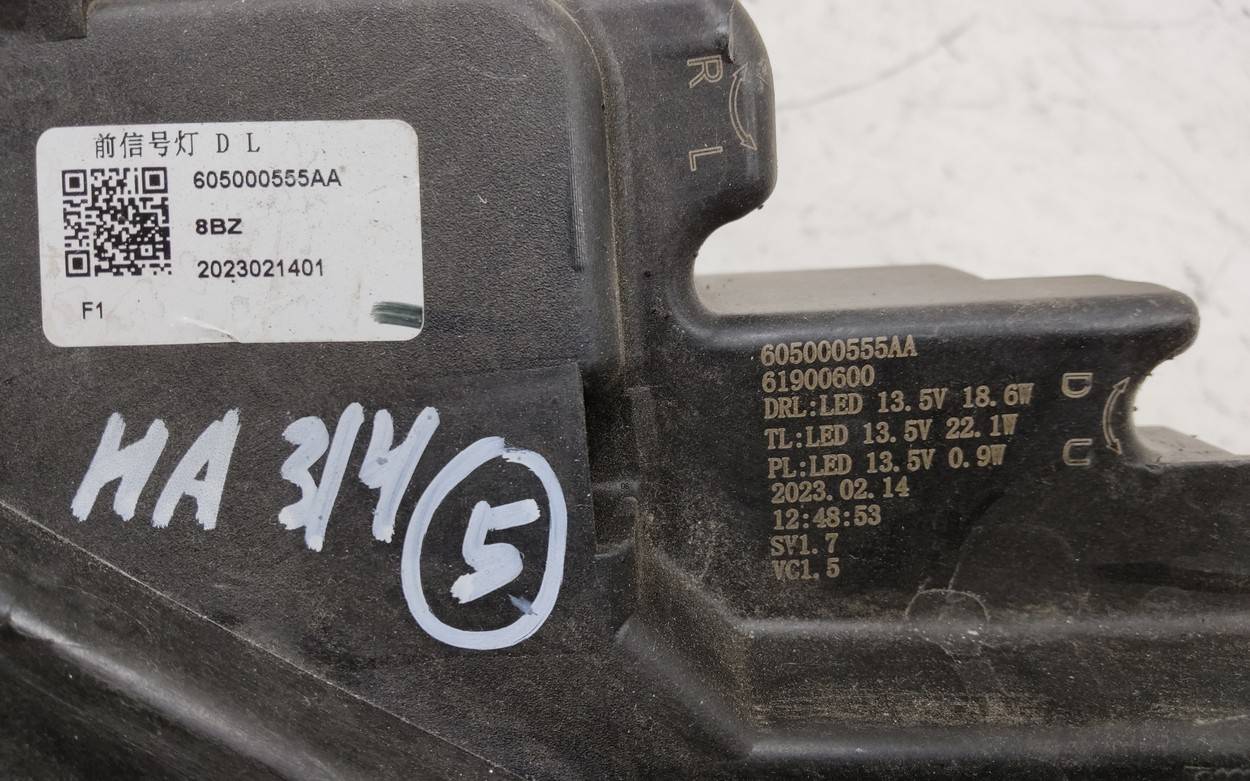 前信号灯 D L
605000555AA
8BZ
2023021401
F1
R
L
605000555AA
61900600
DRL:LED 13.5V 18.6W
TL:LED 13.5V 22.1W
PL:LED 13.5V 0.9W
2023.02.14
12:48:53
SV1.7
VC1.5
D
U
НА 3/4
5